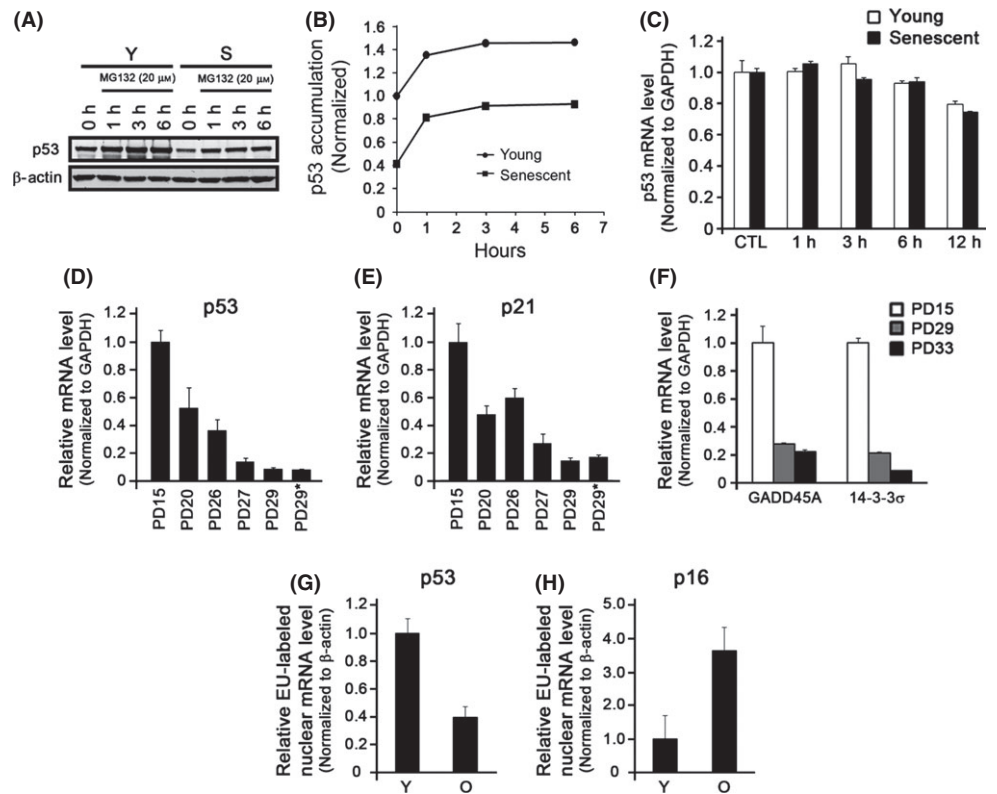 (A)
Y S
MG132 (20 μM) MG132 (20 μM)
0 h 1 h 3 h 6 h 0 h 1 h 3 h 6 h
p53
β-actin
(B)
p53 accumulation
(Normalized)
1.6
1.4
1.2
1.0
0.8
0.6
0.4
0.2
0
Young
Senescent
0 1 2 3 4 5 6 7
Hours
(C)
Young
Senescent
p53 mRNA level
(Normalized to GAPDH)
1.4
1.2
1.0
0.8
0.6
0.4
0.2
0
CTL 1 h 3 h 6 h 12 h
(D)
p53
Relative mRNA level
(Normalized to GAPDH)
1.2
1.0
0.8
0.6
0.4
0.2
0
PD15 PD20 PD26 PD27 PD29 PD29*
(E)
p21
Relative mRNA level
(Normalized to GAPDH)
1.2
1.0
0.8
0.6
0.4
0.2
0
PD15 PD20 PD26 PD27 PD29 PD29*
(F)
PD15
PD29
PD33
Relative mRNA level
(Normalized to GAPDH)
1.2
1.0
0.8
0.6
0.4
0.2
0
GADD45A 14-3-3σ
(G)
p53
Relative EU-labeled
nuclear mRNA level
(Normalized to β-actin)
1.2
1.0
0.8
0.6
0.4
0.2
0
Y O
(H)
p16
Relative EU-labeled
nuclear mRNA level
(Normalized to β-actin)
5.0
4.0
3.0
2.0
1.0
0
Y O